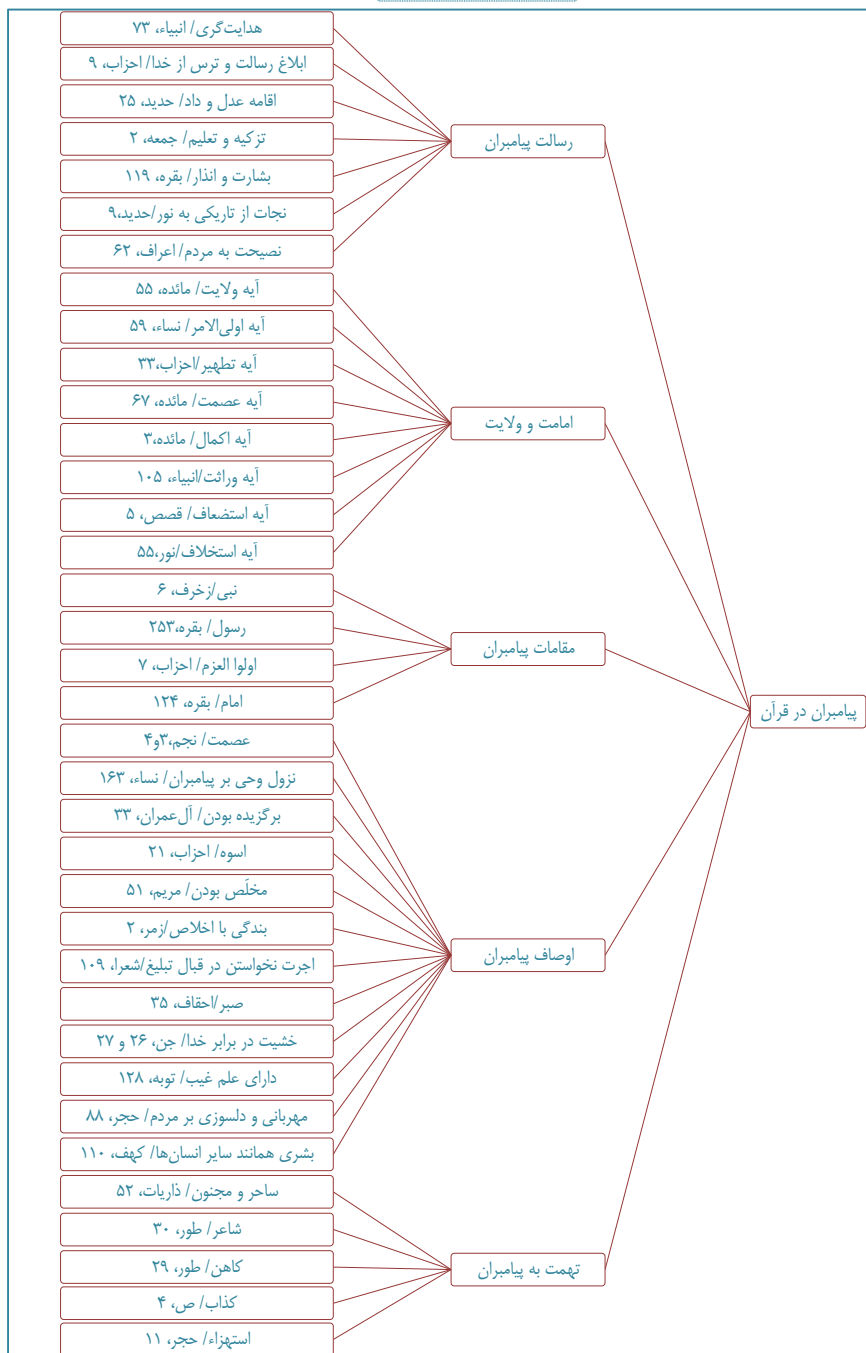 پیامبران در قرآن
رسالت پیامبران
هدایت‌گری/ انبیاء، ۷۳
ابلاغ رسالت و ترس از خدا/ احزاب، ۹
اقامه عدل و داد/ حدید، ۲۵
تزکیه و تعلیم/ جمعه، ۲
بشارت و انذار/ بقره، ۱۱۹
نجات از تاریکی به نور/حدید،۹
نصیحت به مردم/ اعراف، ۶۲
امامت و ولایت
آیه ولایت/ مائده، ۵۵
آیه اولی‌الامر/ نساء، ۵۹
آیه تطهیر/احزاب،۳۳
آیه عصمت/ مائده، ۶۷
آیه اکمال/ مائده،۳
آیه وراثت/انبیاء، ۱۰۵
آیه استضعاف/ قصص، ۵
آیه استخلاف/نور،۵۵
مقامات پیامبران
نبی/زخرف، ۶
رسول/ بقره،۲۵۳
اولوا العزم/ احزاب، ۷
امام/ بقره، ۱۲۴
اوصاف پیامبران
عصمت/ نجم،۳و۴
نزول وحی بر پیامبران/ نساء، ۱۶۳
برگزیده بودن/ آل‌عمران، ۳۳
اسوه/ احزاب، ۲۱
مخلَص بودن/ مریم، ۵۱
بندگی با اخلاص/زمر، ۲
اجرت نخواستن در قبال تبلیغ/شعرا، ۱۰۹
صبر/احقاف، ۳۵
خشیت در برابر خدا/ جن، ۲۶ و ۲۷
دارای علم غیب/ توبه، ۱۲۸
مهربانی و دلسوزی بر مردم/ حجر، ۸۸
بشری همانند سایر انسان‌ها/ کهف، ۱۱۰
تهمت به پیامبران
ساحر و مجنون/ ذاریات، ۵۲
شاعر/ طور، ۳۰
کاهن/ طور، ۲۹
کذاب/ ص، ۴
استهزاء/ حجر، ۱۱